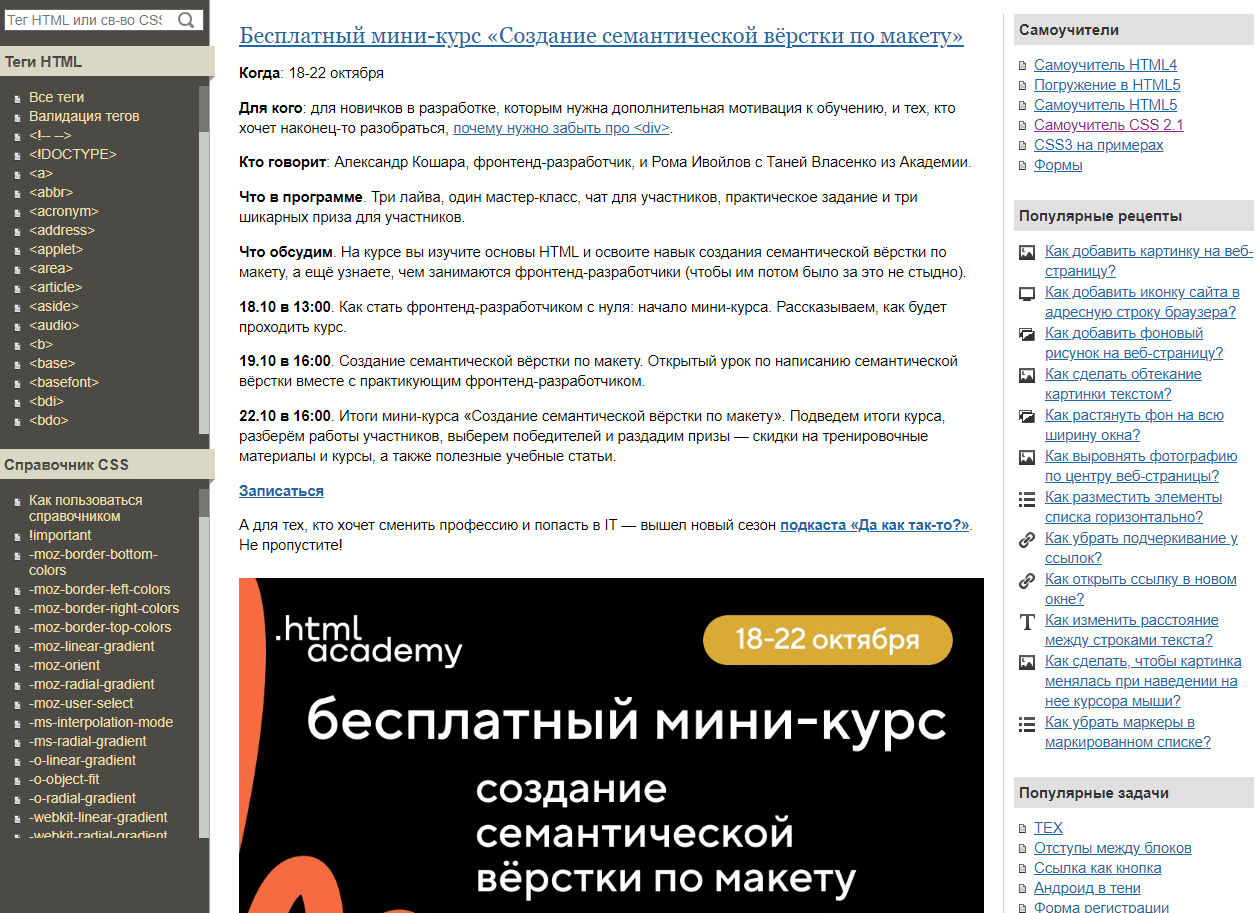 Тег HTML или св-во CSS
Теги HTML
Все теги
Валидация тегов
<!-- -->
<!DOCTYPE>
<a>
<abbr>
<acronym>
<address>
<applet>
<area>
<article>
<aside>
<audio>
<b>
<base>
<basefont>
<bdi>
<bdo>
Справочник CSS
Как пользоваться
справочником
!important
-moz-border-bottom-
colors
-moz-border-left-colors
-moz-border-right-colors
-moz-border-top-colors
-moz-linear-gradient
-moz-orient
-moz-radial-gradient
-moz-user-select
-ms-interpolation-mode
-ms-radial-gradient
-o-linear-gradient
-o-object-fit
-o-radial-gradient
-webkit-linear-gradient
-webkit-radial-gradient
Бесплатный мини-курс «Создание семантической вёрстки по макету»
Когда: 18-22 октября
Для кого: для новичков в разработке, которым нужна дополнительная мотивация к обучению, и тех, кто
хочет наконец-то разобраться, почему нужно забыть про <div>.
Кто говорит: Александр Кошара, фронтенд-разработчик, и Рома Ивойлов с Таней Власенко из Академии.
Что в программе. Три лайва, один мастер-класс, чат для участников, практическое задание и три
шикарных приза для участников.
Что обсудим. На курсе вы изучите основы HTML и освоите навык создания семантической вёрстки по
макету, а ещё узнаете, чем занимаются фронтенд-разработчики (чтобы им потом было за это не стыдно).
18.10 в 13:00. Как стать фронтенд-разработчиком с нуля: начало мини-курса. Рассказываем, как будет
проходить курс.
19.10 в 16:00. Создание семантической вёрстки по макету. Открытый урок по написанию семантической
вёрстки вместе с практикующим фронтенд-разработчиком.
22.10 в 16:00. Итоги мини-курса «Создание семантической вёрстки по макету». Подведем итоги курса,
разберём работы участников, выберем победителей и раздадим призы — скидки на тренировочные
материалы и курсы, а также полезные учебные статьи.
Записаться
А для тех, кто хочет сменить профессию и попасть в IT — вышел новый сезон подкаста «Да как так-то?».
Не пропустите!
.html
academy
18-22 октября
бесплатный мини-курс
создание
семантической
вёрстки по макету
Самоучители
Самоучитель HTML4
Погружение в HTML5
Самоучитель HTML5
Самоучитель CSS 2.1
CSS3 на примерах
Формы
Популярные рецепты
Как добавить картинку на веб-
страницу?
Как добавить иконку сайта в
адресную строку браузера?
Как добавить фоновый
рисунок на веб-страницу?
Как сделать обтекание
картинки текстом?
Как растянуть фон на всю
ширину окна?
Как выровнять фотографию
по центру веб-страницы?
Как разместить элементы
списка горизонтально?
Как убрать подчеркивание у
ссылок?
Как открыть ссылку в новом
окне?
Как изменить расстояние
между строками текста?
Как сделать, чтобы картинка
менялась при наведении на
нее курсора мыши?
Как убрать маркеры в
маркированном списке?
Популярные задачи
ТЕХ
Отступы между блоков
Ссылка как кнопка
Андроид в тени
Форма регистрации